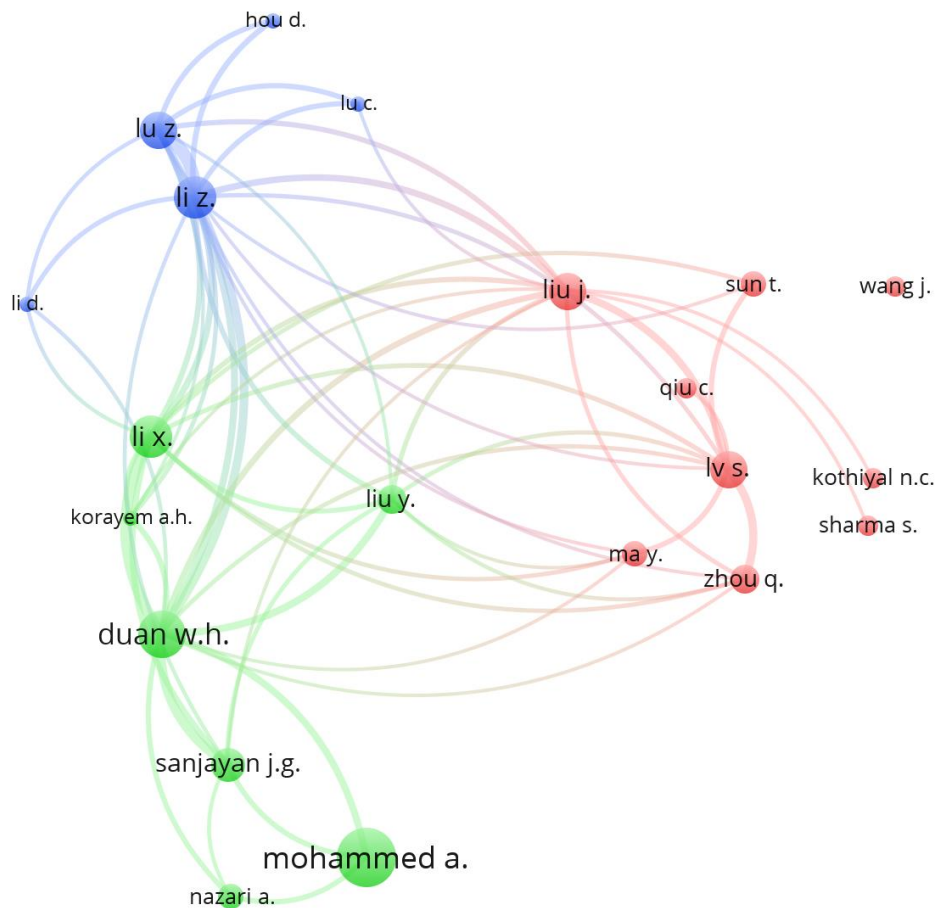 hou d.
lu c.
lu z.
li z.
li d.
liu j.
sun t.
wang j.
qiu c.
li x.
lv s.
kothiyal n.c.
liu y.
korayem a.h.
sharma s.
ma y.
zhou q.
duan w.h.
sanjayan j.g.
mohammed a.
nazari a.